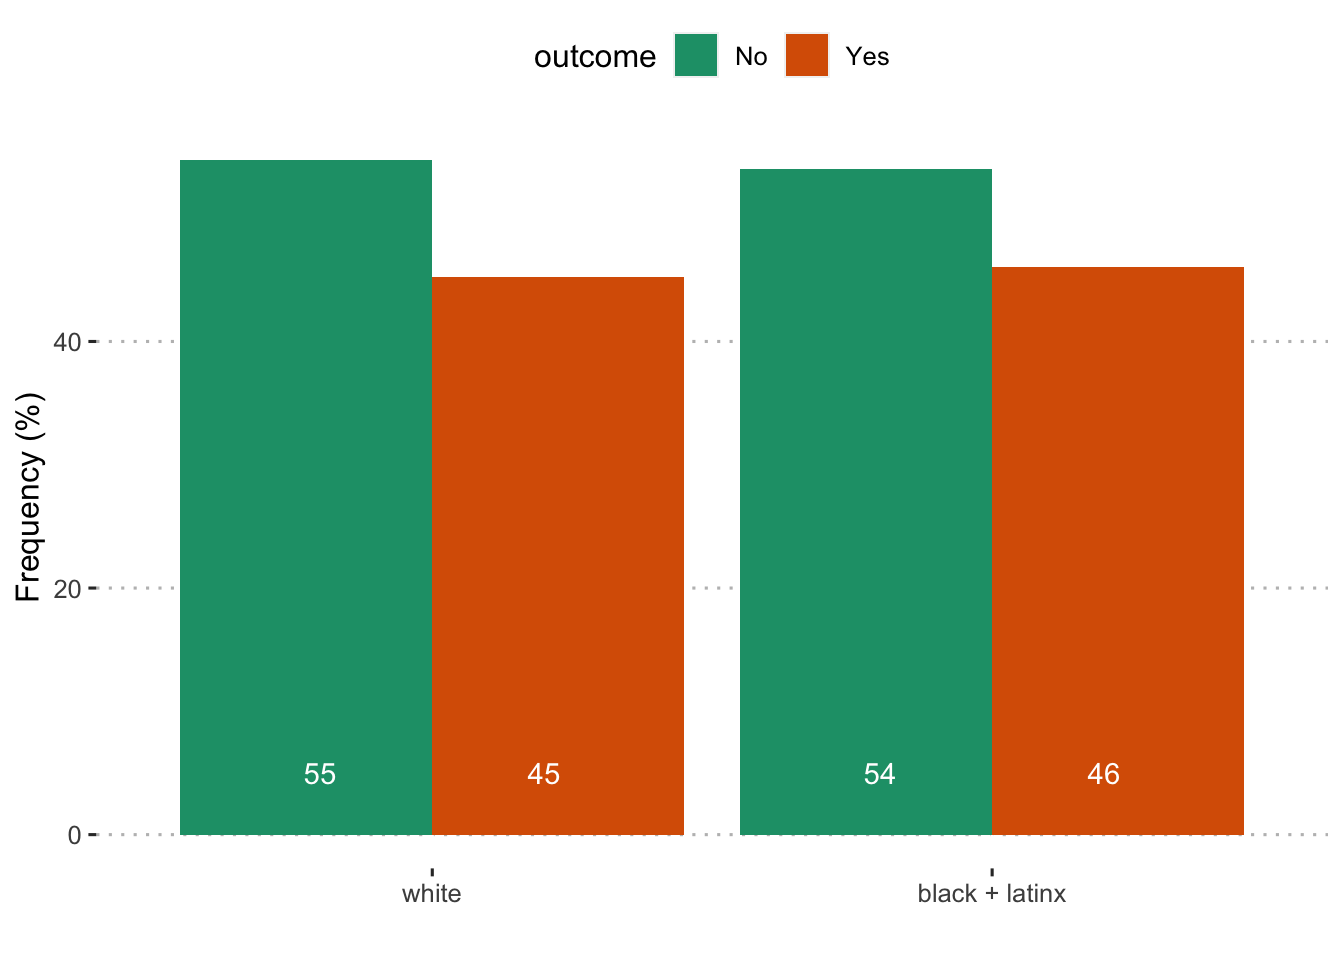 outcome No Yes
Frequency (%)
40
20
0
55 45 54 46
white black + latinx